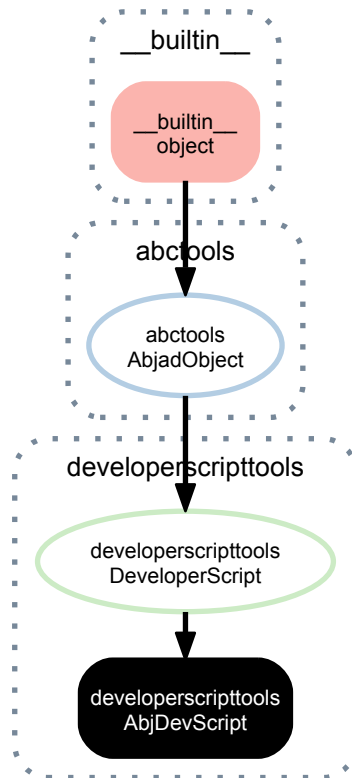 __builtin__
__builtin__
object
abctools
abctools
AbjadObject
developerscripttools
developerscripttools
DeveloperScript
developerscripttools
AbjDevScript